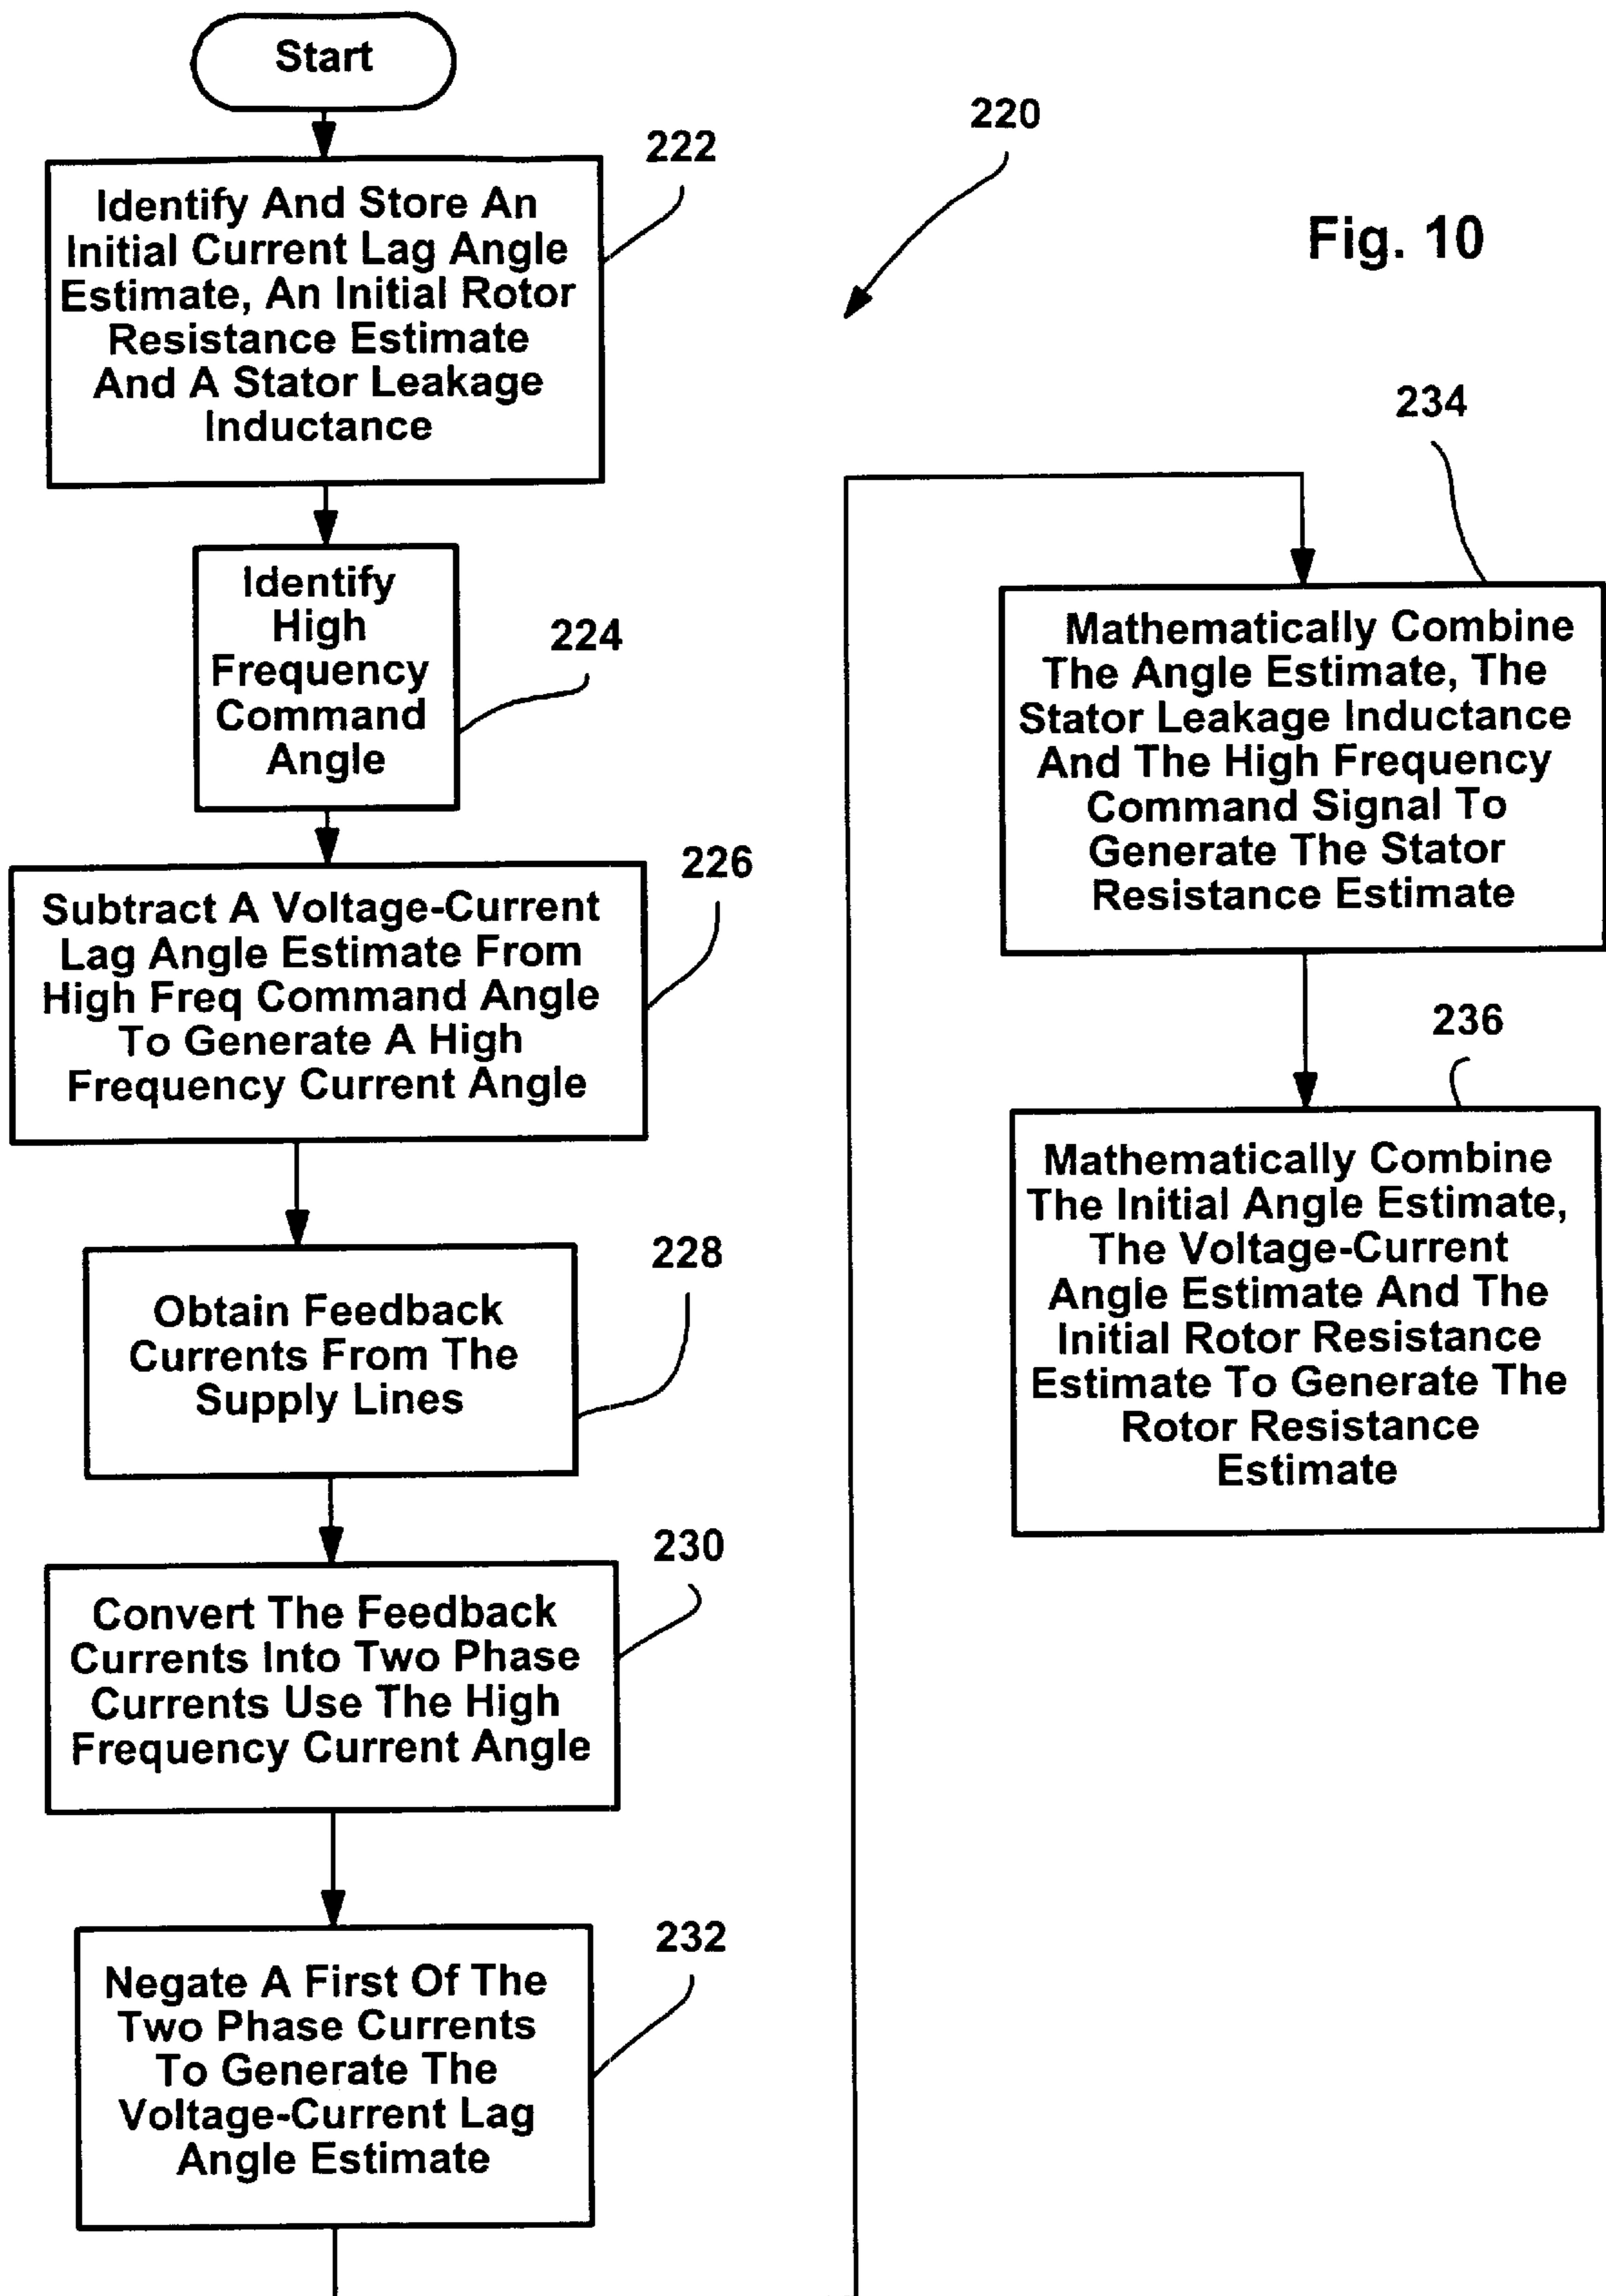 Start
222
Identify And Store An
Initial Current Lag Angle
Estimate, An Initial Rotor
Resistance Estimate
And A Stator Leakage
Inductance
224
Identify
High
Frequency
Command
Angle
226
Subtract A Voltage-Current
Lag Angle Estimate From
High Freq Command Angle
To Generate A High
Frequency Current Angle
228
Obtain Feedback
Currents From The
Supply Lines
230
Convert The Feedback
Currents Into Two Phase
Currents Use The High
Frequency Current Angle
232
Negate A First Of The
Two Phase Currents
To Generate The
Voltage-Current Lag
Angle Estimate
220
Fig. 10
234
Mathematically Combine
The Angle Estimate, The
Stator Leakage Inductance
And The High Frequency
Command Signal To
Generate The Stator
Resistance Estimate
236
Mathematically Combine
The Initial Angle Estimate,
The Voltage-Current
Angle Estimate And The
Initial Rotor Resistance
Estimate To Generate The
Rotor Resistance
Estimate